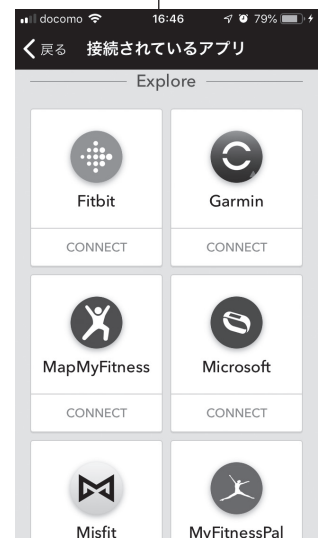 docomo 16:46 79%
戻る 接続されているアプリ
Explore
Fitbit Garmin
CONNECT CONNECT
MapMyFitness Microsoft
CONNECT CONNECT
Misfit MyFitnessPal